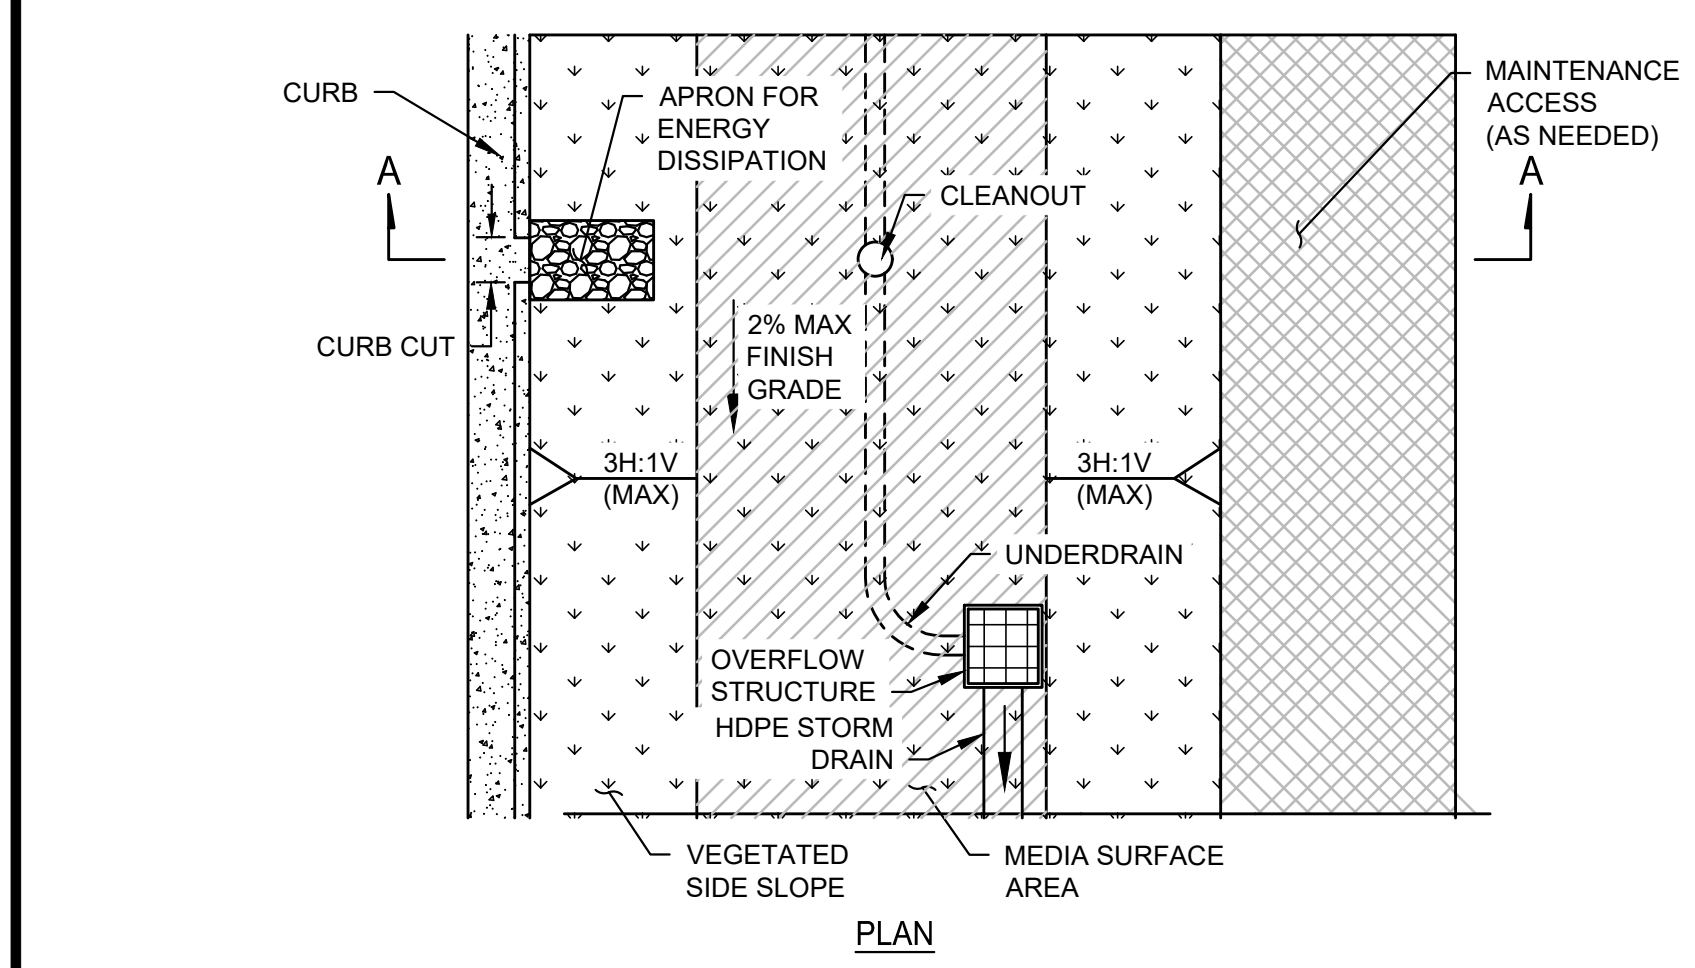 CURB
APRON FOR
ENERGY
DISSIPATION
MAINTENANCE
ACCESS
(AS NEEDED)
A
A
CLEANOUT
CURB CUT
2% MAX
FINISH
GRADE
3H:1V
(MAX)
3H:1V
(MAX)
UNDERDRAIN
OVERFLOW
STRUCTURE
HDPE STORM
DRAIN
VEGETATED
SIDE SLOPE
MEDIA SURFACE
AREA
PLAN